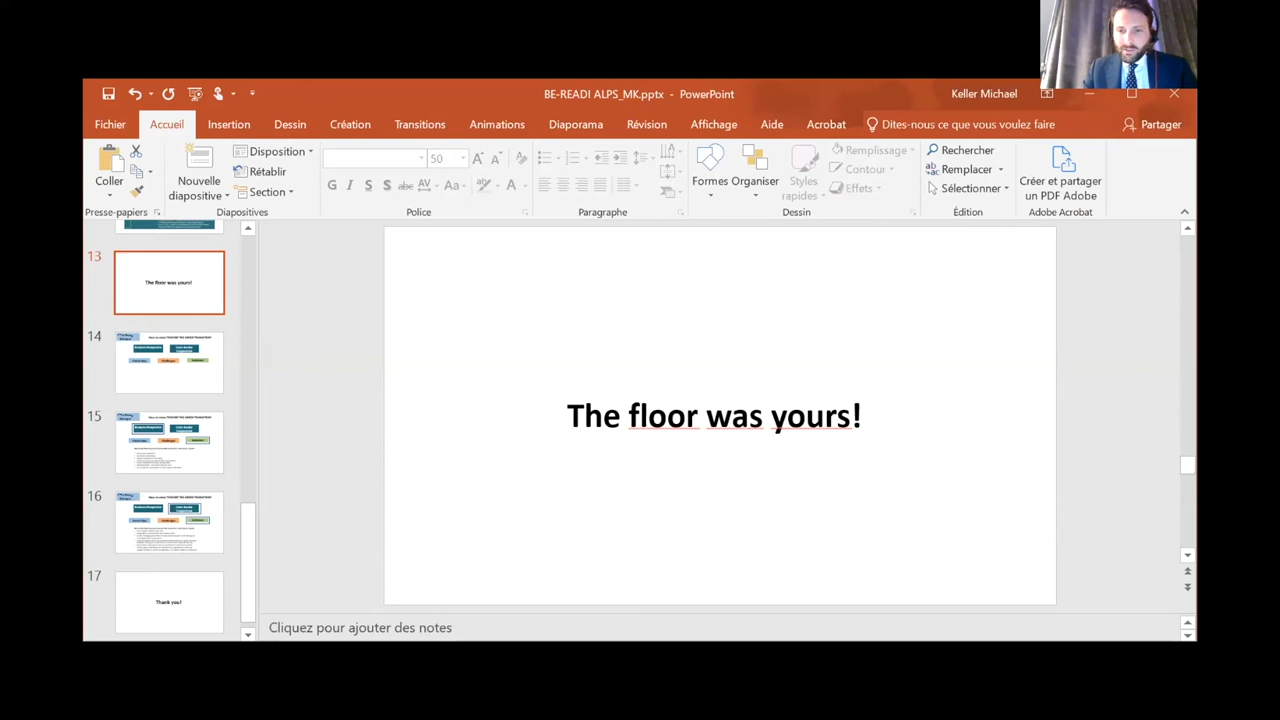 BE-READI ALPS_MK.pptx - PowerPoint
Keller Michael
Fichier Accueil Insertion Dessin Création Transitions Animations Diaporama Révision Affichage Aide Acrobat Dites-nous ce que vous voulez faire Partager
Coller
Presse-papiers
Nouvelle
diapositive
Disposition
Rétablir
Section
Diapositives
50
G I S S abc AV Aa A
Police
Paragraphe
Formes
Organiser
Styles
rapides
Remplissage
Contour
Effets
Dessin
Rechercher
Remplacer
Sélectionner
Édition
Créer et partager
un PDF Adobe
Adobe Acrobat
13
The floor was yours!
14
15
16
17
Thank you!
The floor was yours!
Cliquez pour ajouter des notes